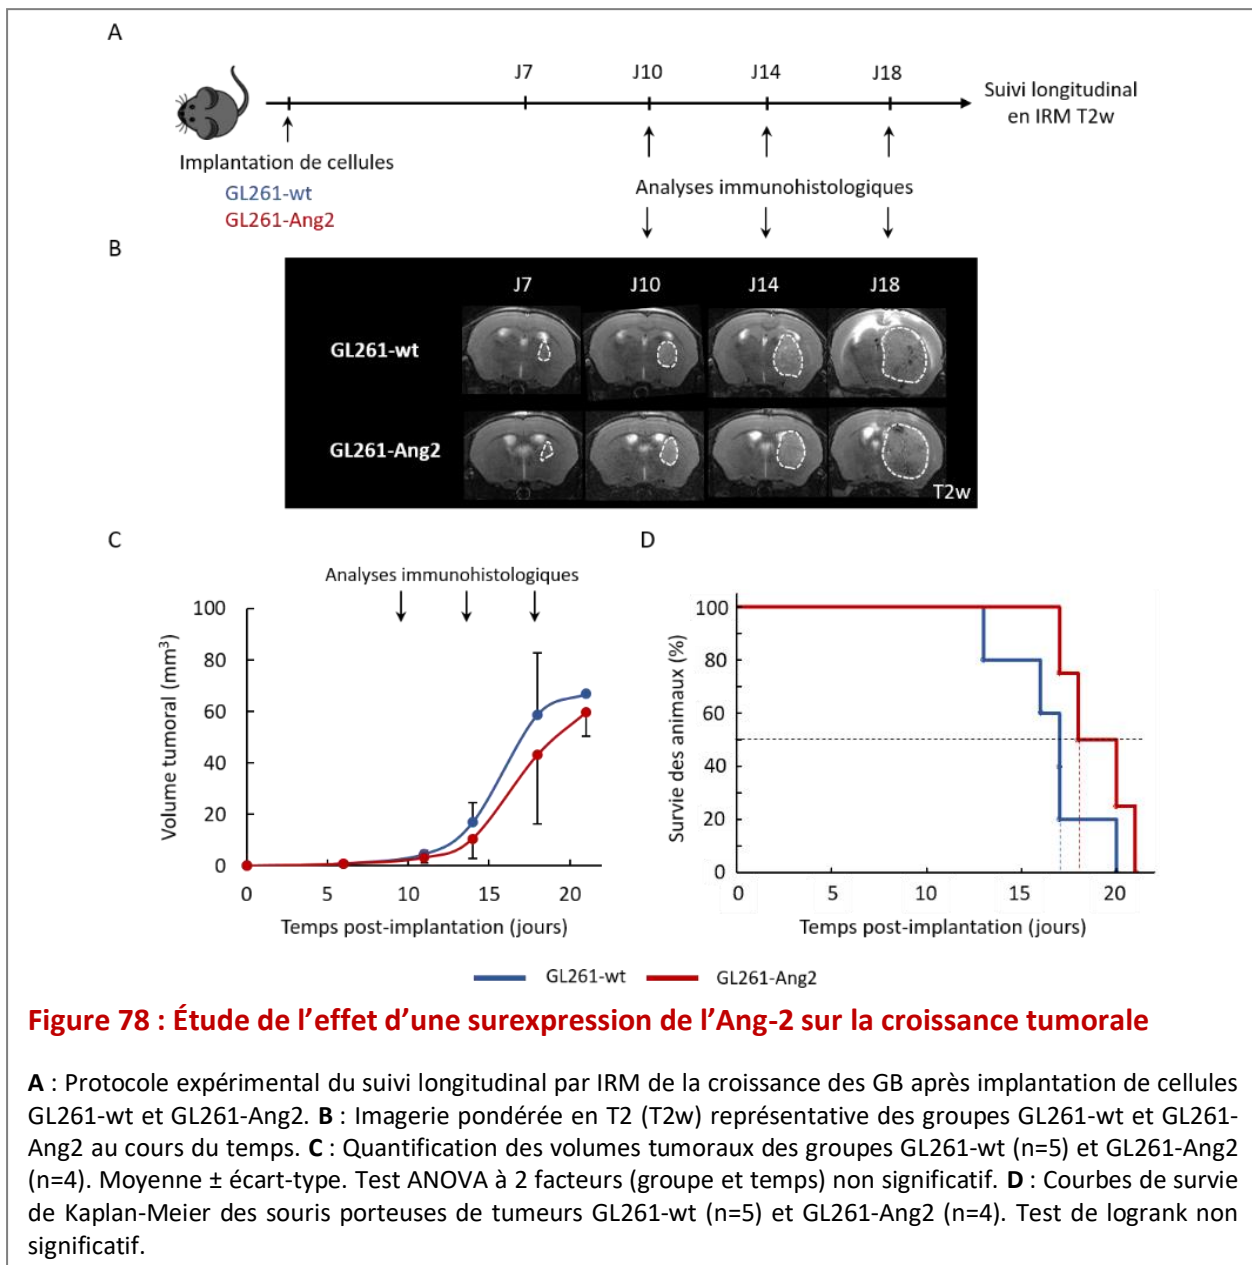 A
J7 J10 J14 J18
Suivi longitudinal
en IRM T2w
Implantation de cellules
GL261-wt
GL261-Ang2
Analyses immunohistologiques
B
J7 J10 J14 J18
GL261-wt
GL261-Ang2
T2w
C
Analyses immunohistologiques
Volume tumoral (mm³)
100
80
60
40
20
0
0 5 10 15 20
Temps post-implantation (jours)
D
Survie des animaux (%)
100
80
60
40
20
0
0 5 10 15 20
Temps post-implantation (jours)
GL261-wt GL261-Ang2
Figure 78 : Étude de l’effet d’une surexpression de l’Ang-2 sur la croissance tumorale
A : Protocole expérimental du suivi longitudinal par IRM de la croissance des GB après implantation de cellules
GL261-wt et GL261-Ang2. B : Imagerie pondérée en T2 (T2w) représentative des groupes GL261-wt et GL261-
Ang2 au cours du temps. C : Quantification des volumes tumoraux des groupes GL261-wt (n=5) et GL261-Ang2
(n=4). Moyenne ± écart-type. Test ANOVA à 2 facteurs (groupe et temps) non significatif. D : Courbes de survie
de Kaplan-Meier des souris porteuses de tumeurs GL261-wt (n=5) et GL261-Ang2 (n=4). Test de logrank non
significatif.